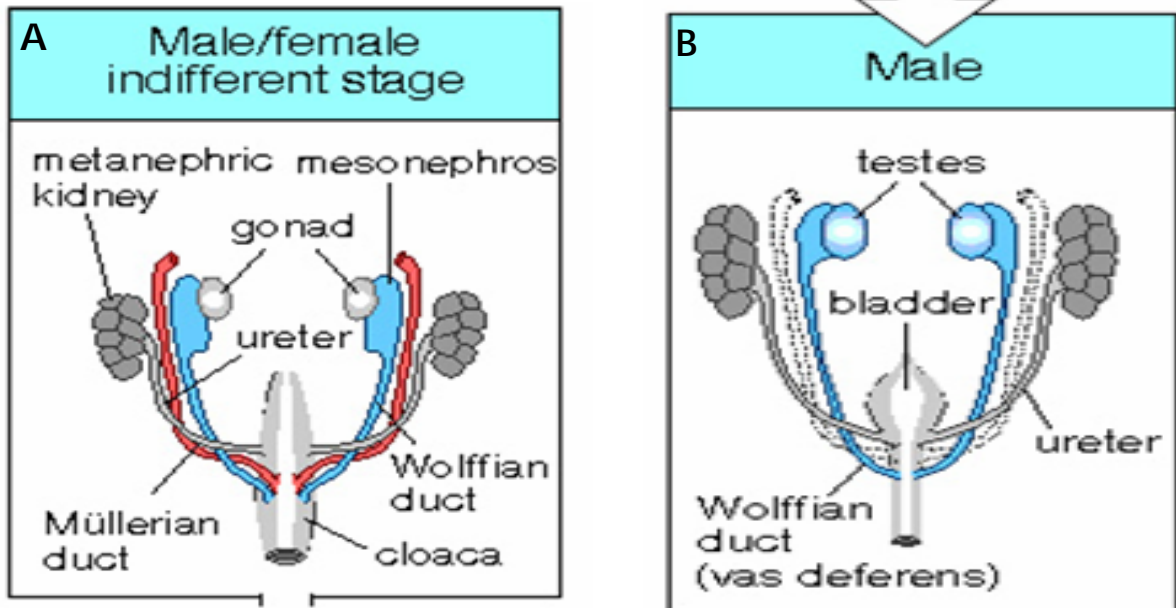 A
Male/female
indifferent stage
metanephric
kidney
mesonephros
gonad
ureter
Wolffian
duct
Müllerian
duct
cloaca
B
Male
testes
bladder
ureter
Wolffian
duct
(vas deferens)